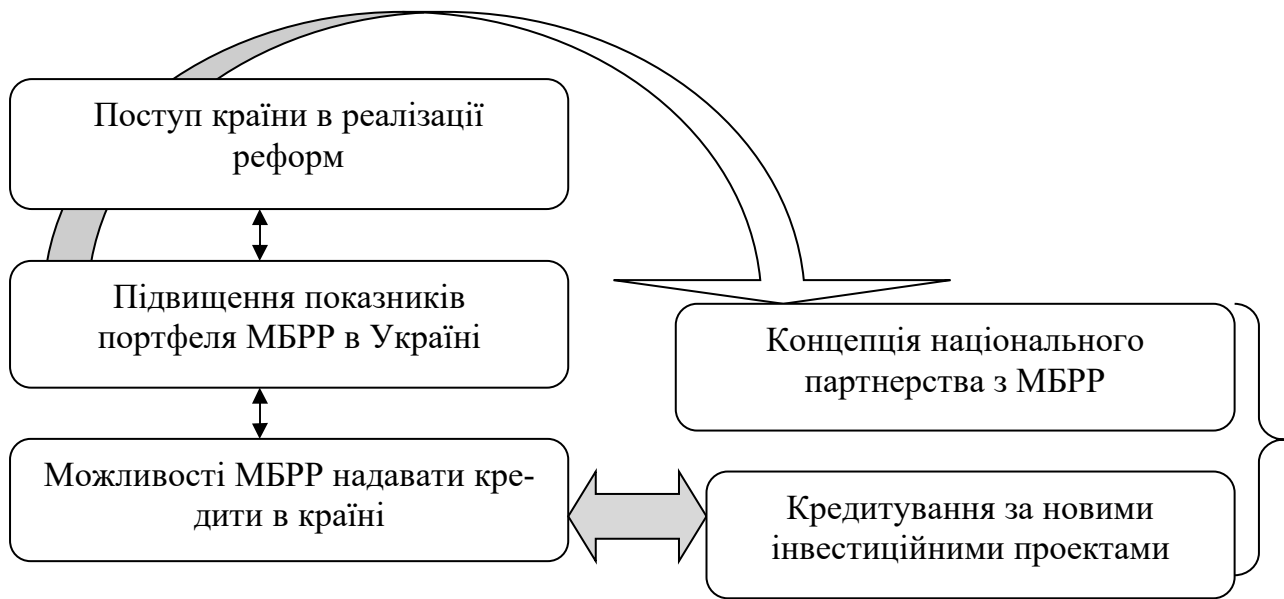 Поступ країни в реалізації
реформ
Підвищення показників
портфеля МБРР в Україні
Можливості МБРР надавати кре-
дити в країні
Концепція національного
партнерства з МБРР
Кредитування за новими
інвестиційними проектами